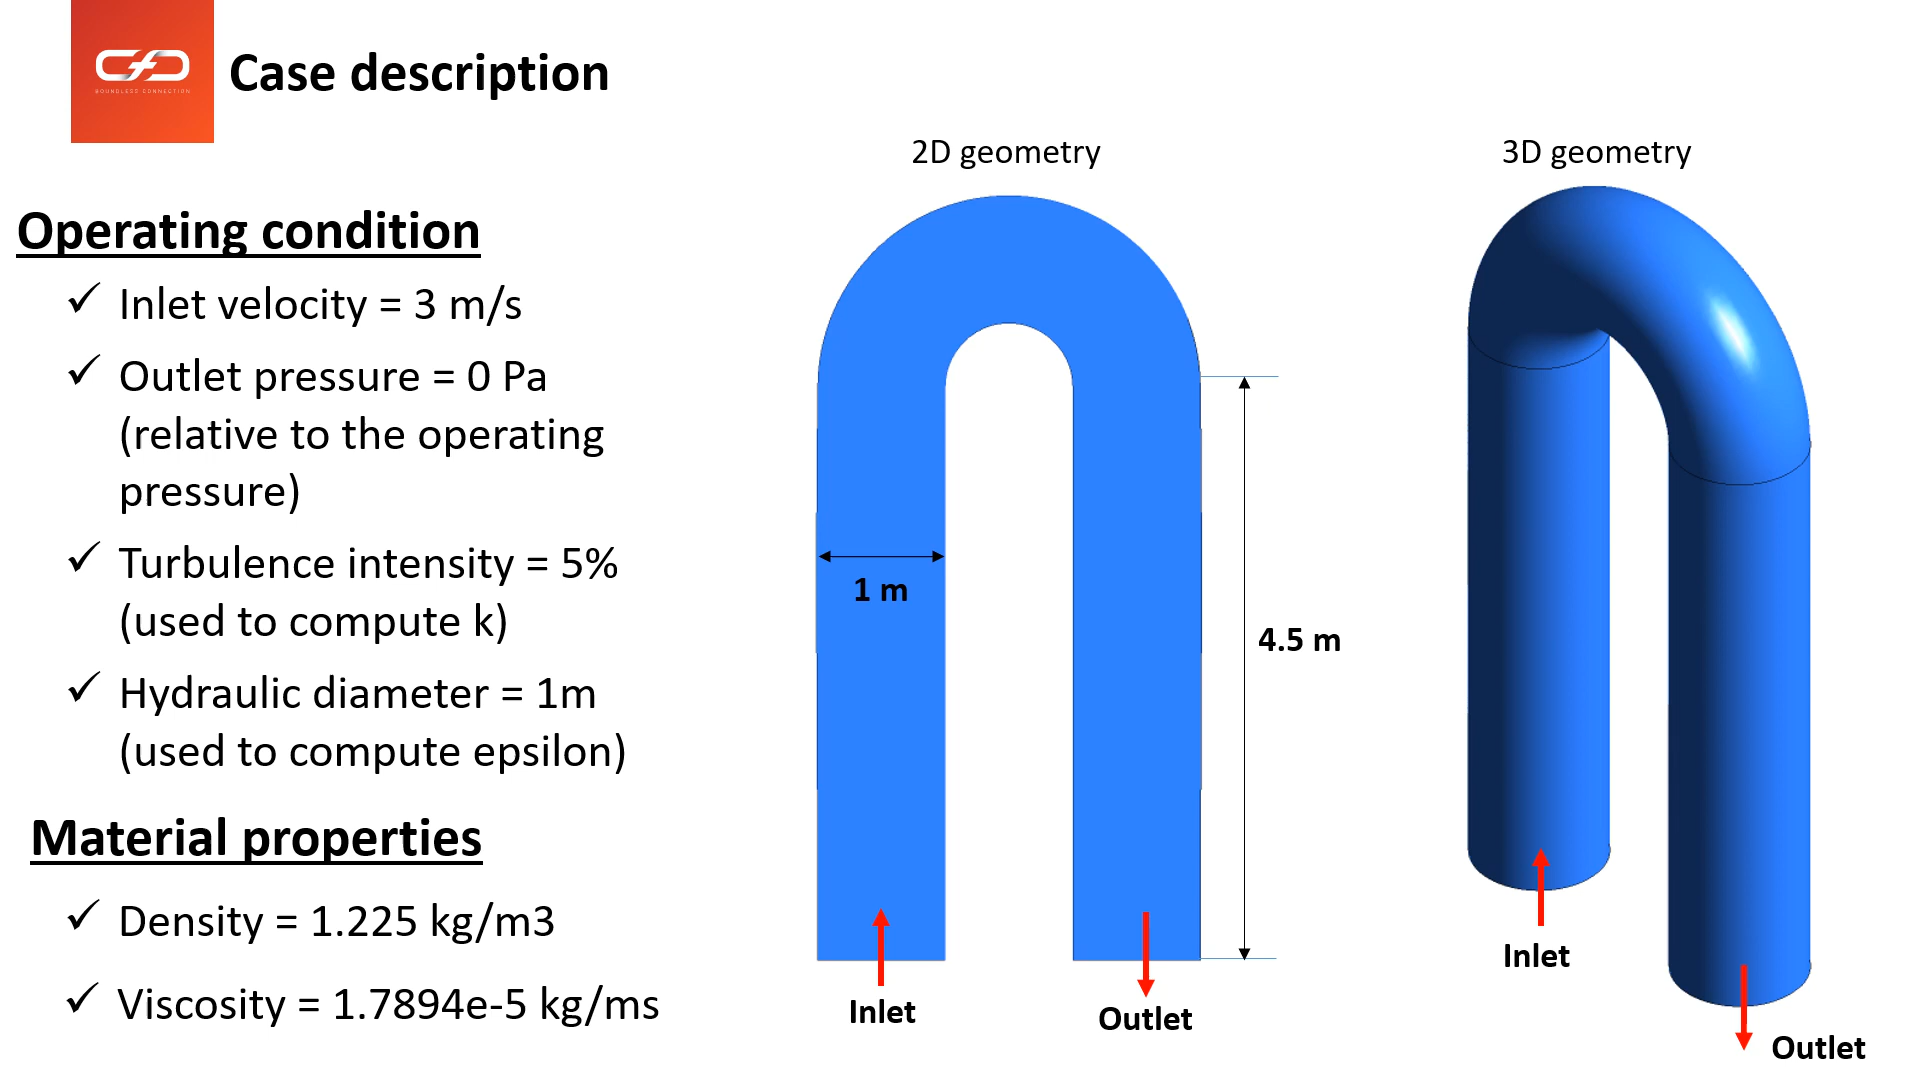 BOUNDLESS CONNECTION
Case description
Operating condition
✓ Inlet velocity = 3 m/s
✓ Outlet pressure = 0 Pa
(relative to the operating
pressure)
✓ Turbulence intensity = 5%
(used to compute k)
✓ Hydraulic diameter = 1m
(used to compute epsilon)
Material properties
✓ Density = 1.225 kg/m3
✓ Viscosity = 1.7894e-5 kg/ms
2D geometry
1 m
4.5 m
Inlet
Outlet
3D geometry
Inlet
Outlet